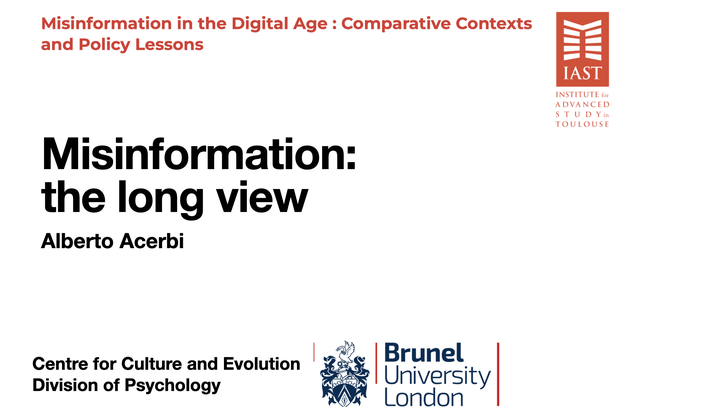 Misinformation in the Digital Age : Comparative Contexts
and Policy Lessons
IAST
INSTITUTE for
ADVANCED
STUDY in
TOULOUSE
Misinformation:
the long view
Alberto Acerbi
Centre for Culture and Evolution
Division of Psychology
Brunel
University
London